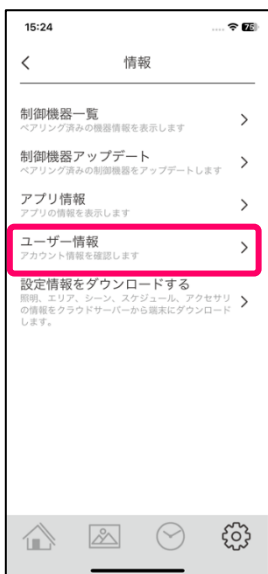 15:24
情報
制御機器一覧
ペアリング済みの機器情報を表示します
制御機器アップデート
ペアリング済みの制御機器をアップデートします
アプリ情報
アプリの情報を表示します
ユーザー情報
アカウント情報を確認します
設定情報をダウンロードする
照明、エリア、シーン、スケジュール、アクセサリ
の情報をクラウドサーバーから端末にダウンロード
します。